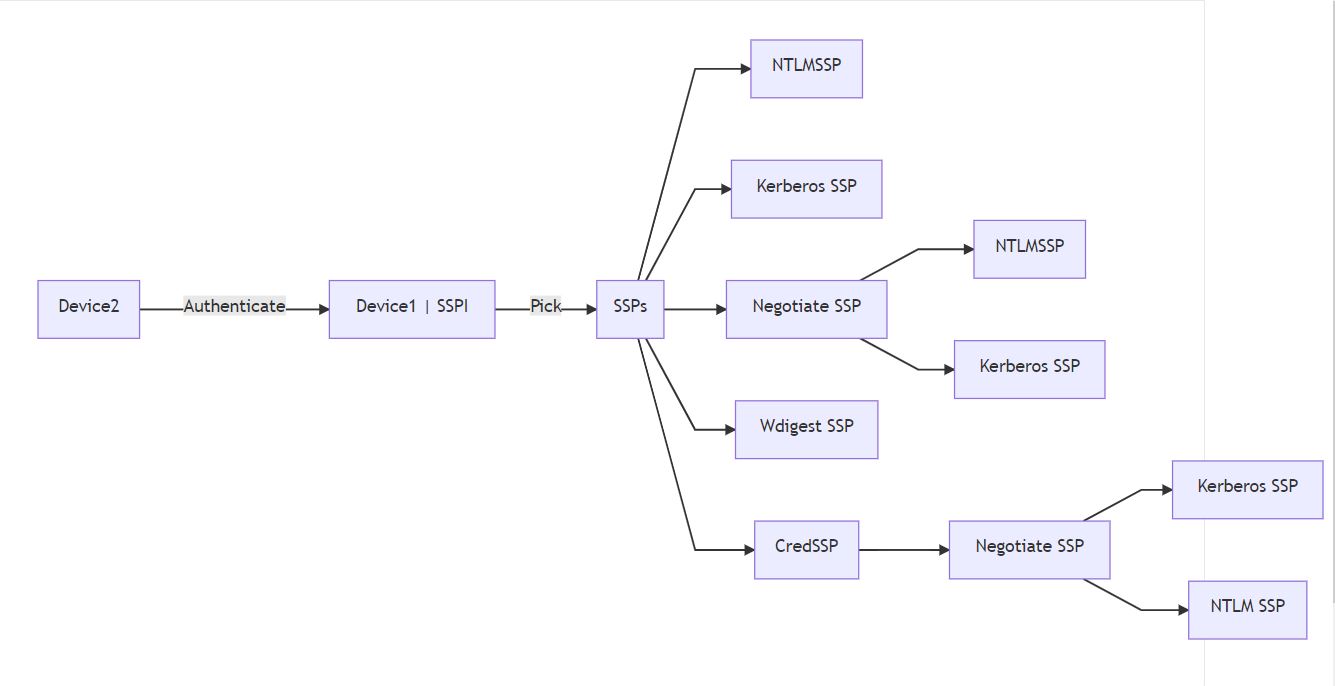 Device2
Authenticate
Device1 | SSPI
Pick
SSPs
NTLMSSP
Kerberos SSP
Negotiate SSP
NTLMSSP
Kerberos SSP
Wdigest SSP
CredSSP
Negotiate SSP
Kerberos SSP
NTLM SSP